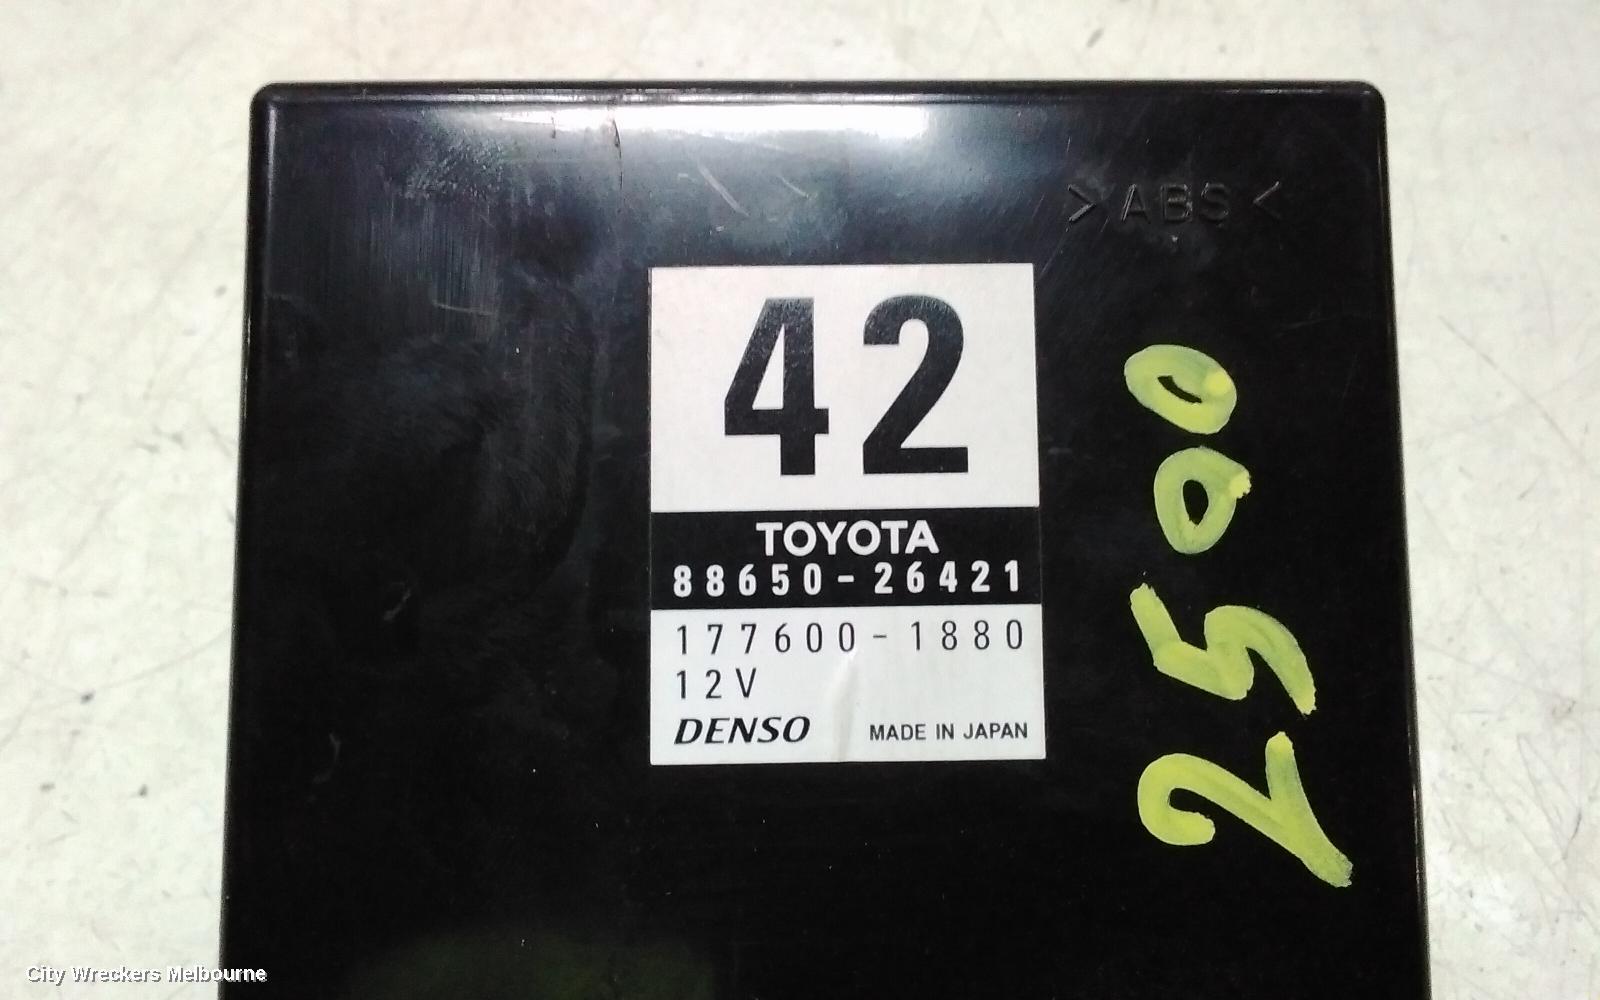 >ABS<
42
TOYOTA
88650-26421
177600-1880
12V
DENSO MADE IN JAPAN
2500
City Wreckers Melbourne